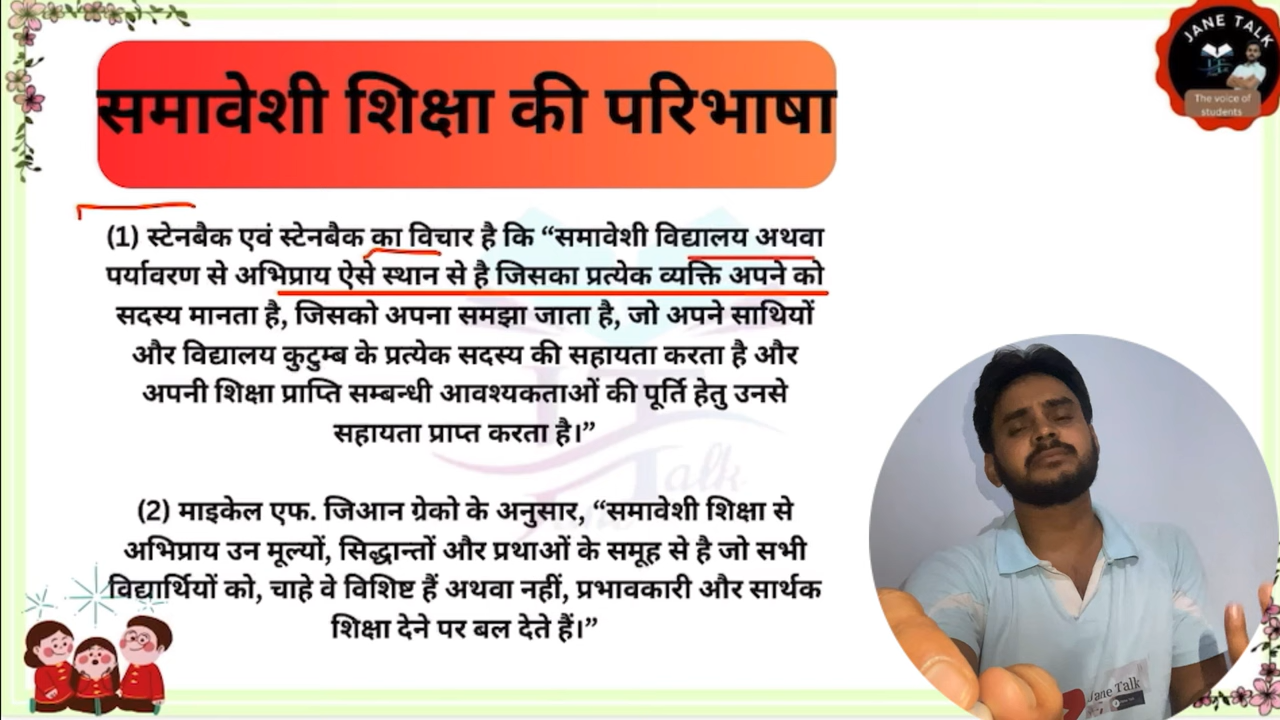 समावेशी शिक्षा की परिभाषा
JANE TALK
The voice of
students
(1) स्टेनबैक एवं स्टेनबैक का विचार है कि “समावेशी विद्यालय अथवा
पर्यावरण से अभिप्राय ऐसे स्थान से है जिसका प्रत्येक व्यक्ति अपने को
सदस्य मानता है, जिसको अपना समझा जाता है, जो अपने साथियों
और विद्यालय कुटुम्ब के प्रत्येक सदस्य की सहायता करता है और
अपनी शिक्षा प्राप्ति सम्बन्धी आवश्यकताओं की पूर्ति हेतु उनसे
सहायता प्राप्त करता है।”
(2) माइकेल एफ. जिआन ग्रेको के अनुसार, “समावेशी शिक्षा से
अभिप्राय उन मूल्यों, सिद्धान्तों और प्रथाओं के समूह से है जो सभी
विद्यार्थियों को, चाहे वे विशिष्ट हैं अथवा नहीं, प्रभावकारी और सार्थक
शिक्षा देने पर बल देते हैं।”
Talk
Jane Talk